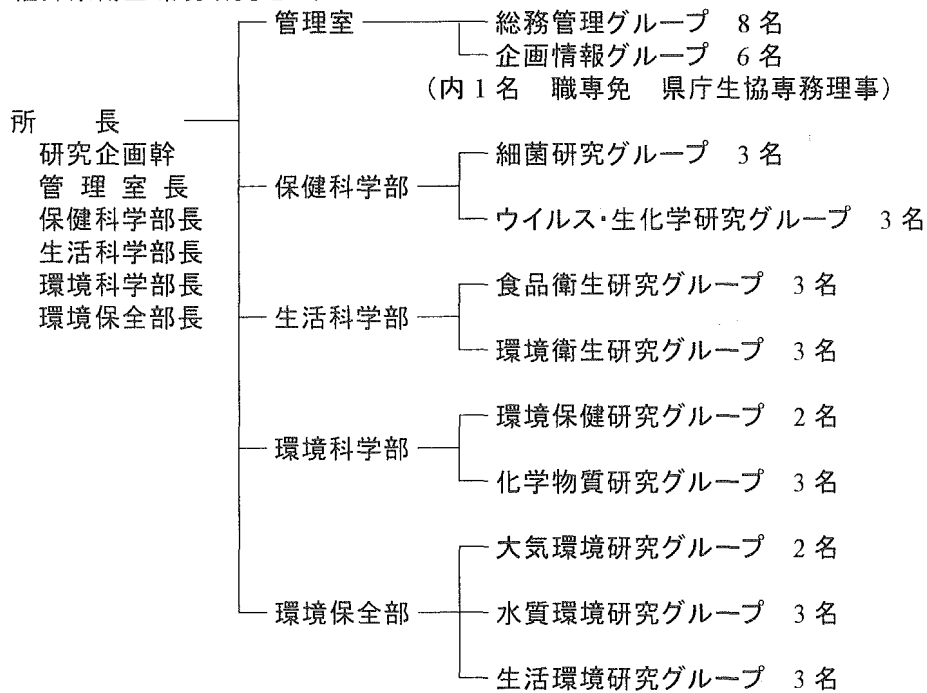 管理室 総務管理グループ 8名
企画情報グループ 6名
(内1名 職専免 県庁生協専務理事)
所 長
研究企画幹
管理室長
保健科学部長
生活科学部長
環境科学部長
環境保全部長
保健科学部 細菌研究グループ 3名
ウイルス・生化学研究グループ 3名
生活科学部 食品衛生研究グループ 3名
環境衛生研究グループ 3名
環境科学部 環境保健研究グループ 2名
化学物質研究グループ 3名
環境保全部 大気環境研究グループ 2名
水質環境研究グループ 3名
生活環境研究グループ 3名